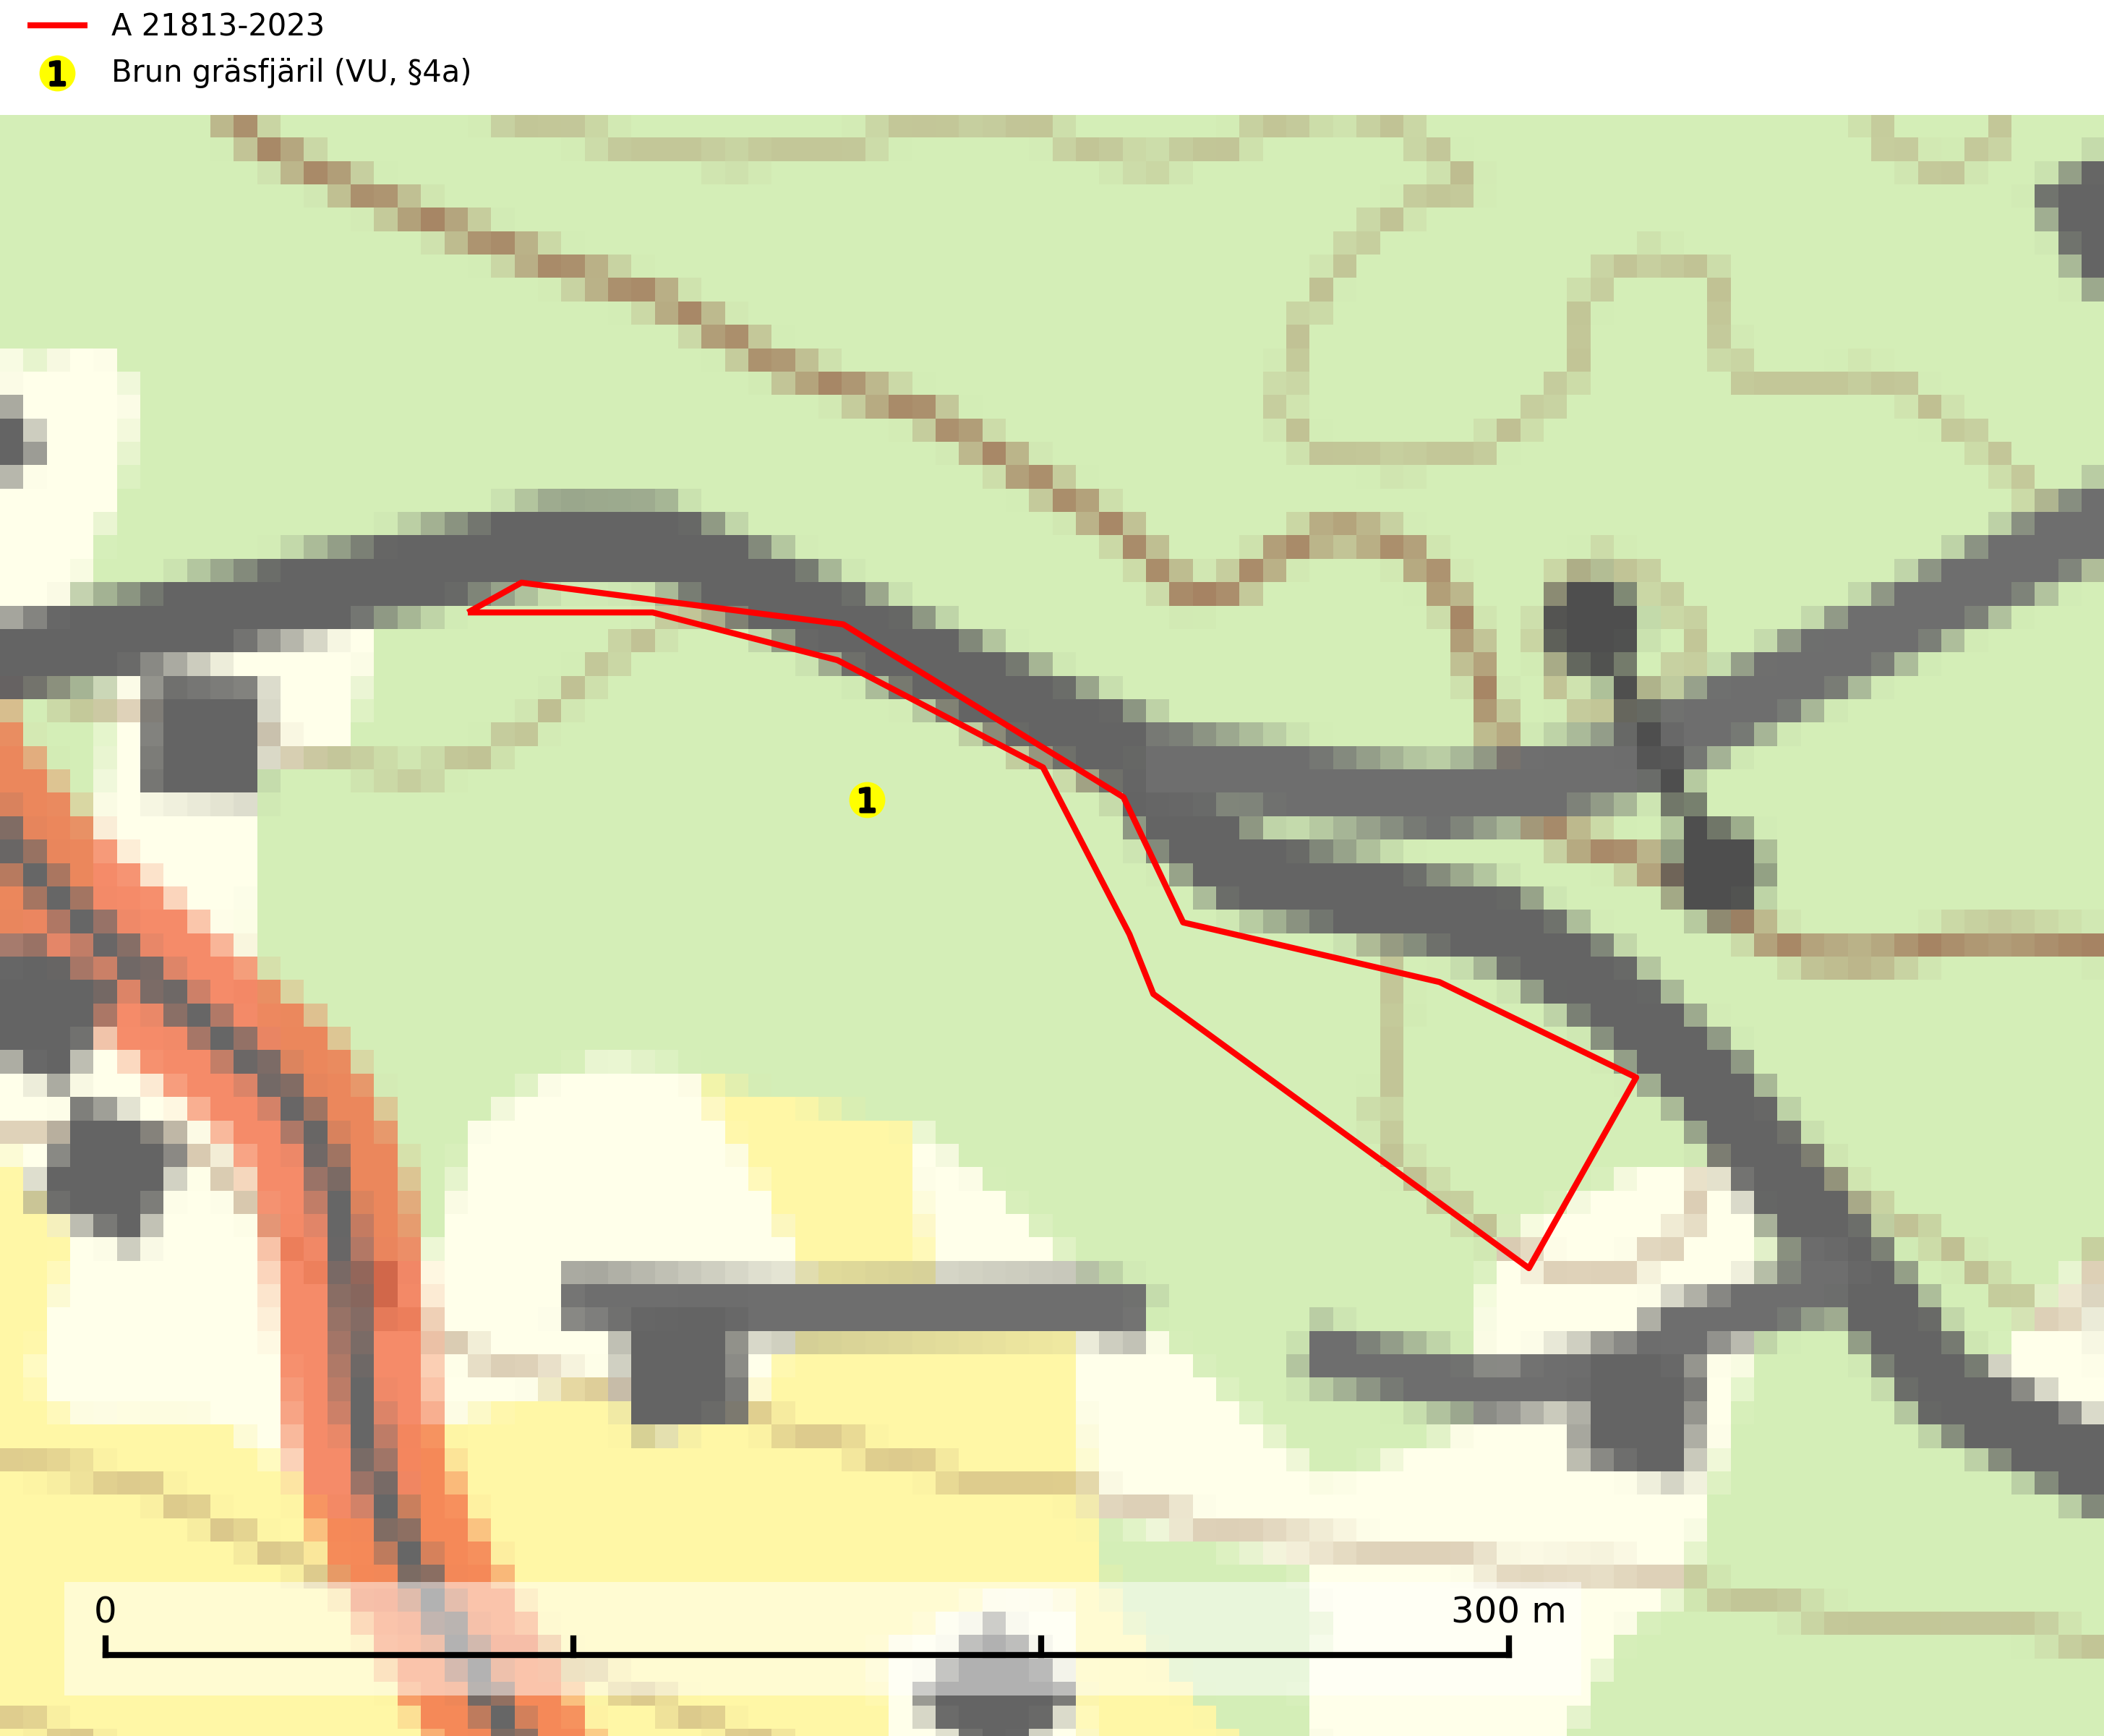 A 21813-2023
1 Brun gräsfjäril (VU, §4a)
1
0 300 m